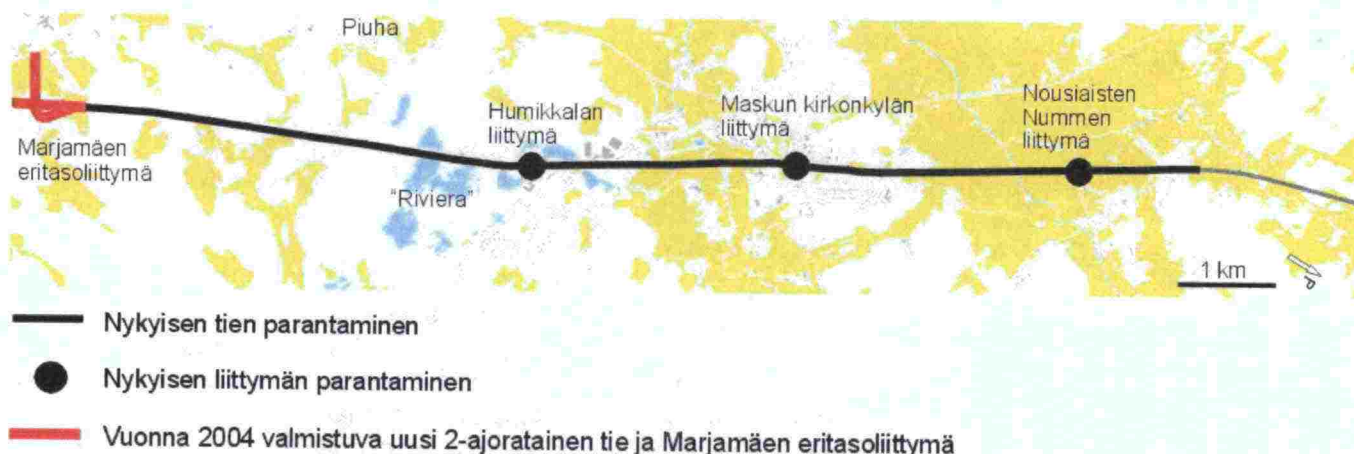 Piuha
Humikkalan
liittymä
Maskun kirkonkylän
liittymä
Nousiaisten
Nummen
liittymä
Marjamäen
eritasoliittymä
"Riviera"
1 km
P
Nykyisen tien parantaminen
Nykyisen liittymän parantaminen
Vuonna 2004 valmistuva uusi 2-ajoratainen tie ja Marjamäen eritasoliittymä